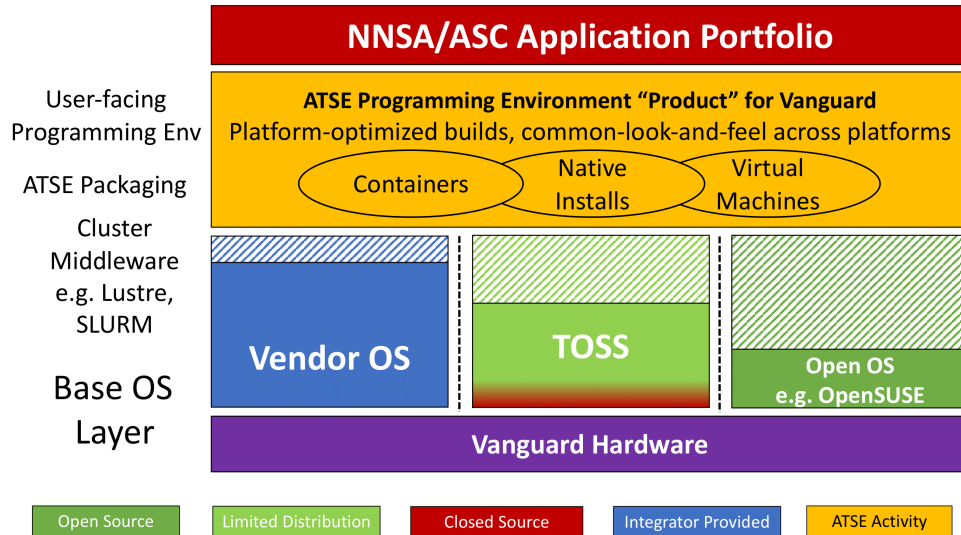 NNSA/ASC Application Portfolio
User-facing
Programming Env
ATSE Programming Environment “Product” for Vanguard
Platform-optimized builds, common-look-and-feel across platforms
ATSE Packaging
Containers
Native
Installs
Virtual
Machines
Cluster
Middleware
e.g. Lustre,
SLURM
Base OS
Layer
Vendor OS
TOSS
Open OS
e.g. OpenSUSE
Vanguard Hardware
Open Source
Limited Distribution
Closed Source
Integrator Provided
ATSE Activity